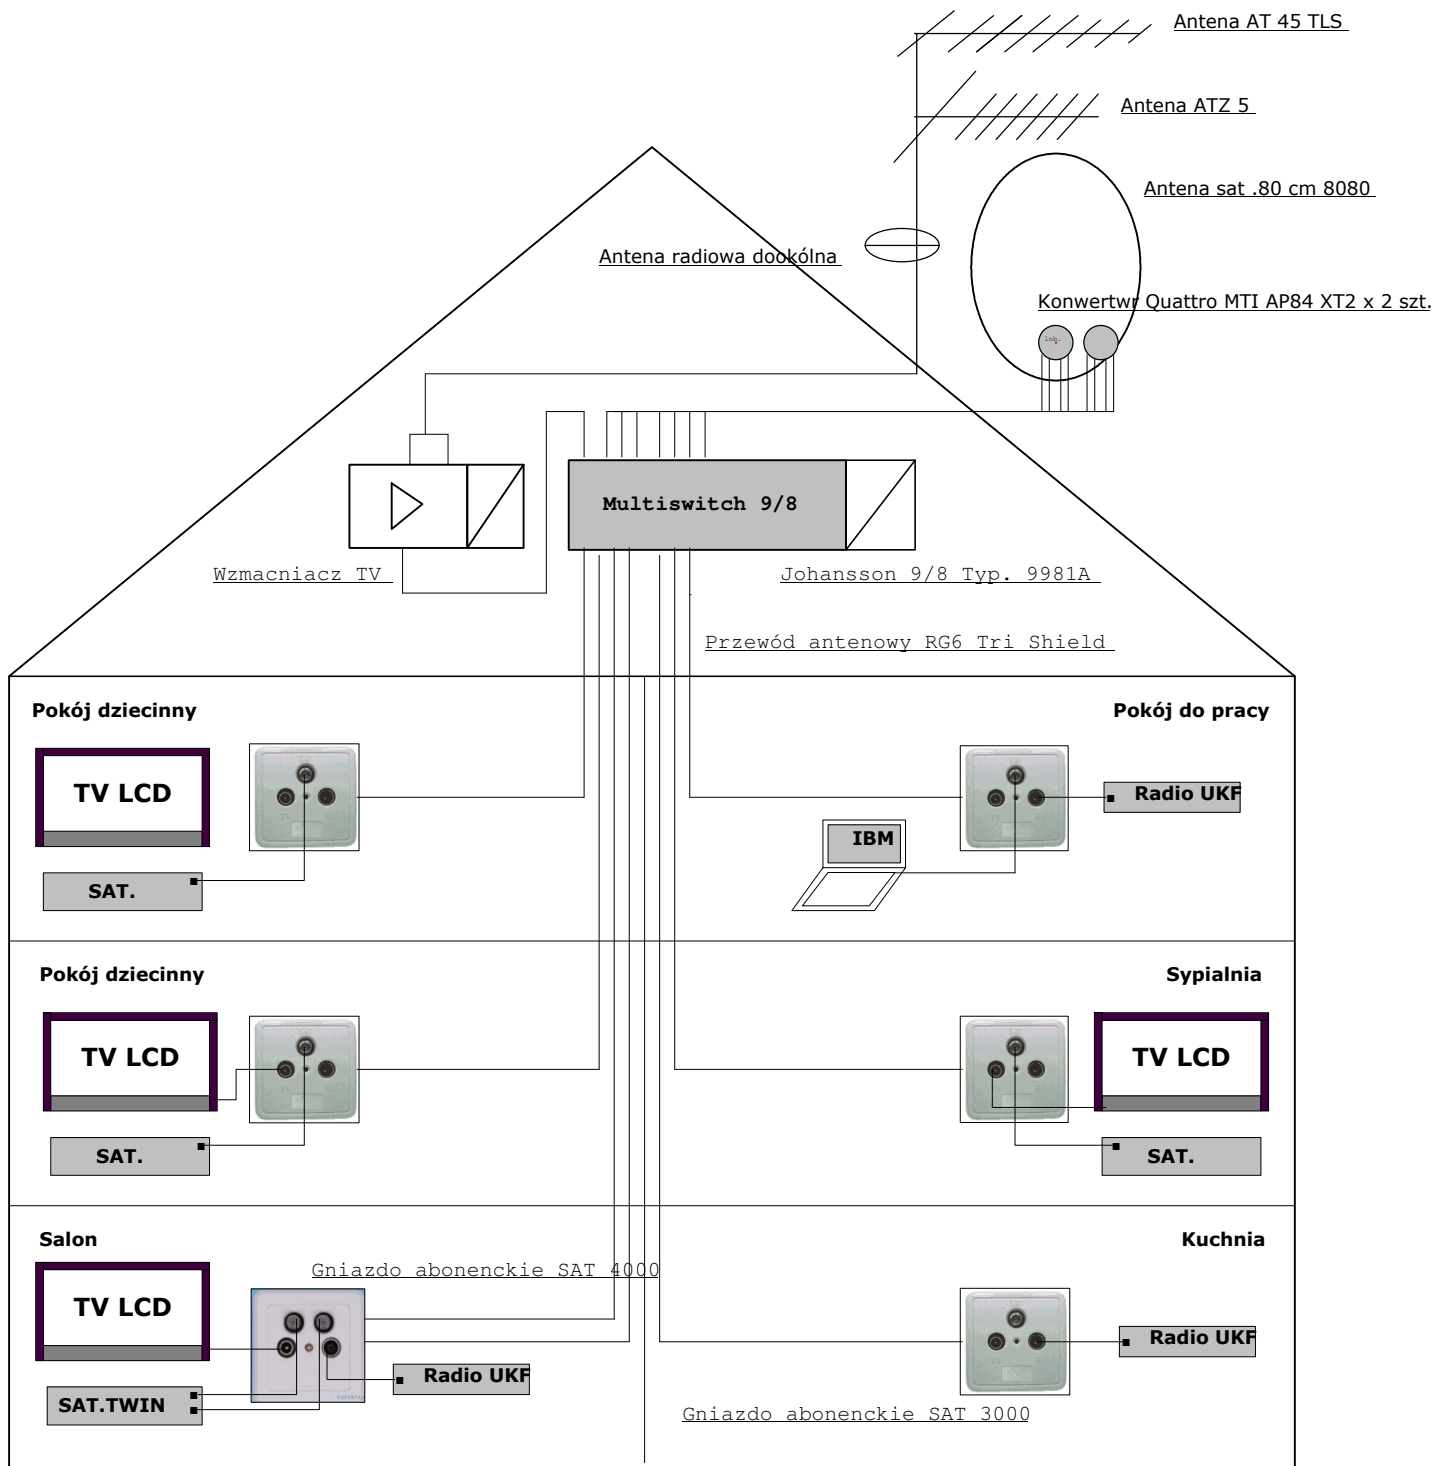 Antena AT 45 TLS
Antena ATZ 5
Antena sat .80 cm 8080
Antena radiowa dookólna
Konwertwr Quattro MTI AP84 XT2 x 2 szt.
lnb.
Multiswitch 9/8
Wzmacniacz TV
Johansson 9/8 Typ. 9981A
Przewód antenowy RG6 Tri Shield
Pokój dziecinny
Pokój do pracy
TV LCD
Radio UKF
IBM
SAT.
Pokój dziecinny
Sypialnia
TV LCD
TV LCD
SAT.
SAT.
Salon
Kuchnia
Gniazdo abonenckie SAT 4000
TV LCD
Radio UKF
Radio UKF
SAT.TWIN
Gniazdo abonenckie SAT 3000